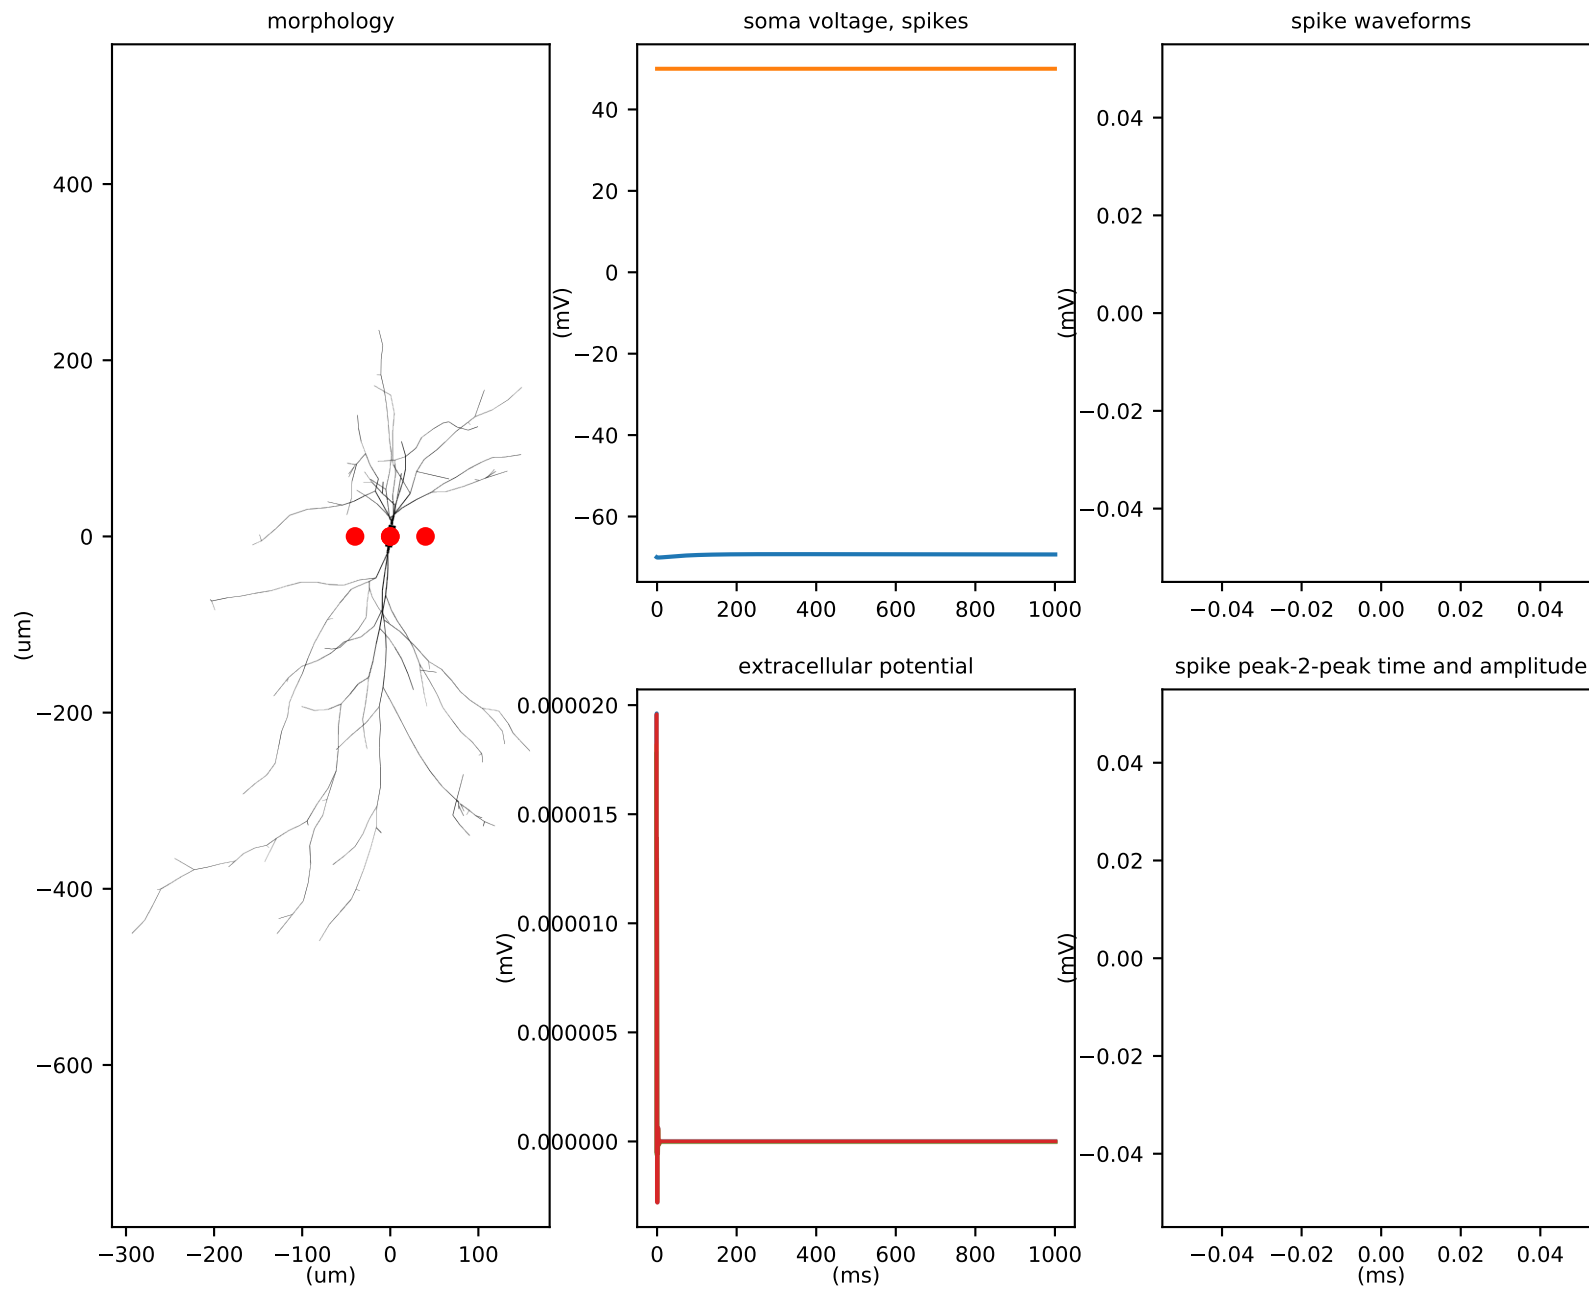 morphology
400
200
0
−200
−400
−600
(um)
−300 −200 −100 0 100
(um)
soma voltage, spikes
40
20
0
−20
−40
−60
(mV)
0 200 400 600 800 1000
spike waveforms
0.04
0.02
0.00
−0.02
−0.04
(mV)
−0.04 −0.02 0.00 0.02 0.04
extracellular potential
0.000020
0.000015
0.000010
0.000005
0.000000
(mV)
0 200 400 600 800 1000
(ms)
spike peak-2-peak time and amplitude
0.04
0.02
0.00
−0.02
−0.04
(mV)
−0.04 −0.02 0.00 0.02 0.04
(ms)